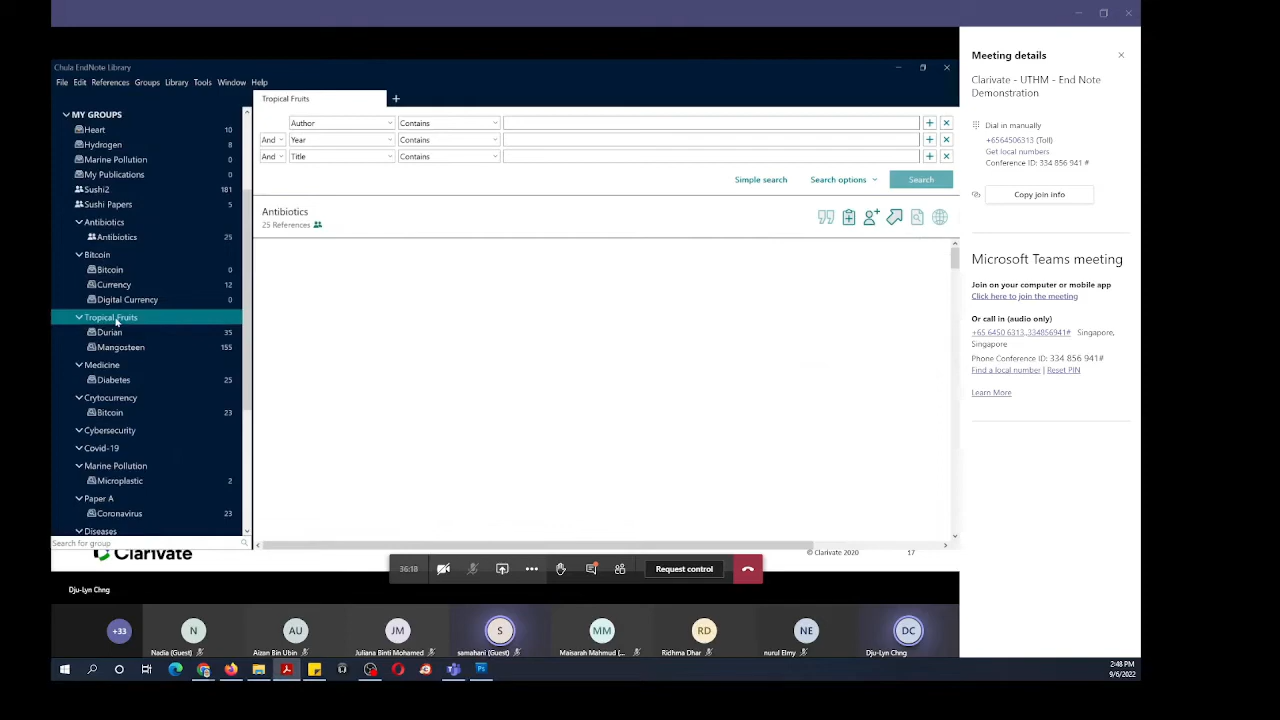 Chula EndNote Library
File Edit References Groups Library Tools Window Help
MY GROUPS
Heart 10
Hydrogen 8
Marine Pollution 0
My Publications 0
Sushi2 181
Sushi Papers 5
Antibiotics
Antibiotics 25
Bitcoin
Bitcoin 0
Currency 12
Digital Currency 0
Tropical Fruits
Durian 35
Mangosteen 155
Medicine
Diabetes 25
Crytocurrency
Bitcoin 23
Cybersecurity
Covid-19
Marine Pollution
Microplastic 2
Paper A
Coronavirus 23
Diseases
Search for group
Tropical Fruits
Author Contains
And Year Contains
And Title Contains
Simple search Search options Search
Antibiotics
25 References
Clarivate
© Clarivate 2020 17
36:18 Request control
Dju-Lyn Chng
+33 N AU JM S MM RD NE DC
Nadia (Guest) Aizan Bin Ubin Juliana Binti Mohamed samahani (Guest) Maisarah Mahmud (... Ridhma Dhar nurul Elmy Dju-Lyn Chng
Meeting details
Clarivate - UTHM - End Note
Demonstration
Dial in manually
+6564506313 (Toll)
Get local numbers
Conference ID: 334 856 941 #
Copy join info
Microsoft Teams meeting
Join on your computer or mobile app
Click here to join the meeting
Or call in (audio only)
+65 6450 6313,,334856941# Singapore,
Singapore
Phone Conference ID: 334 856 941#
Find a local number | Reset PIN
Learn More
2:48 PM
9/6/2022